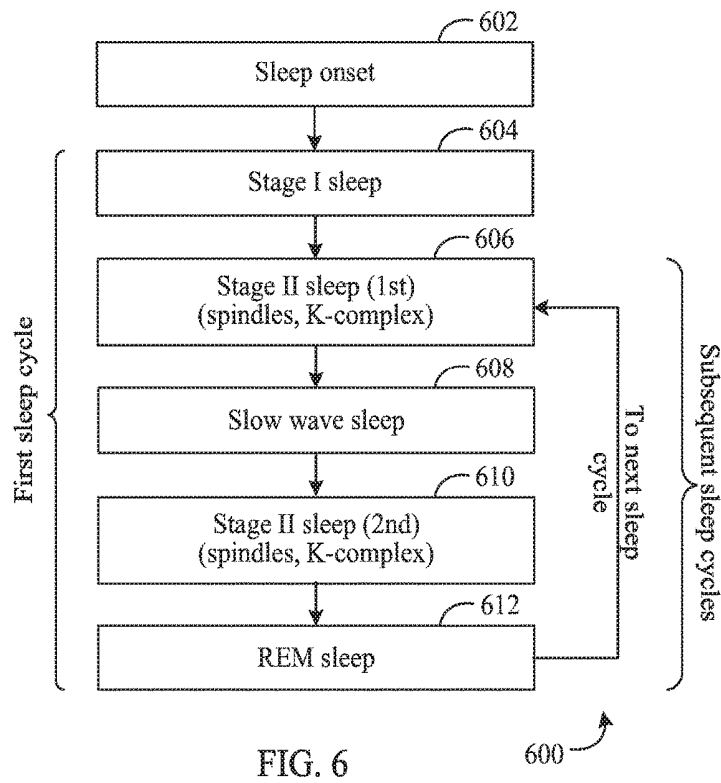 602
Sleep onset
604
Stage I sleep
606
Stage II sleep (1st)
(spindles, K-complex)
608
Slow wave sleep
610
Stage II sleep (2nd)
(spindles, K-complex)
612
REM sleep
First sleep cycle
To next sleep
cycle
Subsequent sleep cycles
600
FIG. 6